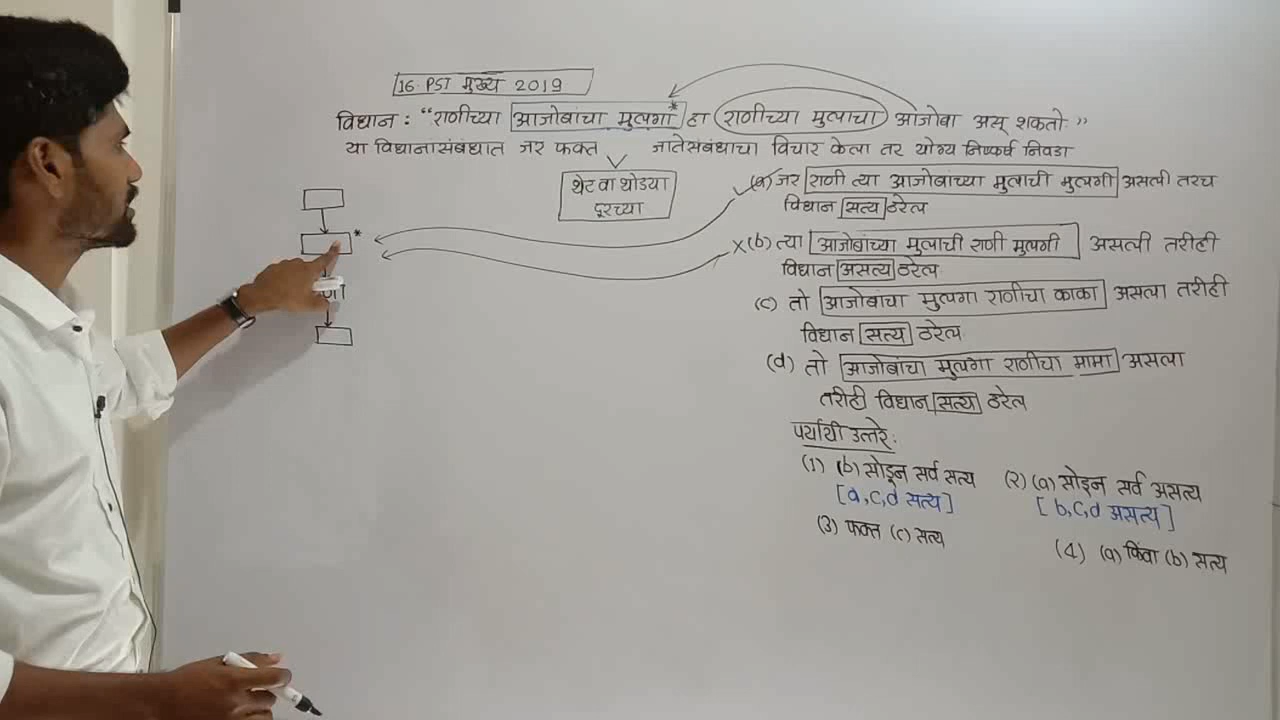 16. PSI मुख्य 2019
विधान : “राणीच्या आजोबांचा मुलगा* हा राणीच्या मुलाचा आजोबा असू शकतो.”
या विधानासंबंधात जर फक्त जातेसंबंधाचा विचार केला तर योग्य निष्कर्ष निवडा
थेट वा थोडया
दूरच्या
*
(a) जर राणी त्या आजोबांच्या मुलाची मुलगी असली तरच
विधान सत्य ठरेल
x (b) त्या आजोबांच्या मुलाची राणी मुलगी असली तरीही
विधान असत्य ठरेल
(c) तो आजोबांचा मुलगा राणीचा काका असला तरीही
विधान सत्य ठरेल
(d) तो आजोबांचा मुलगा राणीचा मामा असला
तरीही विधान सत्य ठरेल
पर्यायी उत्तरे:
(1) (b) सोडून सर्व सत्य (2) (a) सोडून सर्व असत्य
[a,c,d सत्य] [b,c,d असत्य]
(3) फक्त (c) सत्य (4) (a) किंवा (b) सत्य